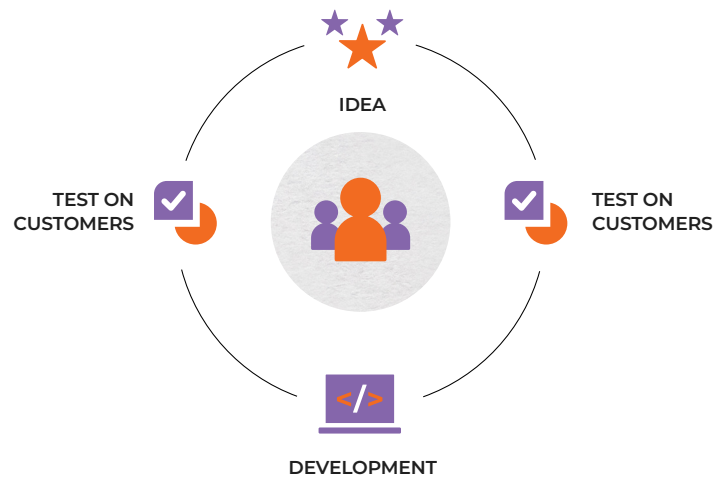 IDEA
TEST ON
CUSTOMERS
TEST ON
CUSTOMERS
</>
DEVELOPMENT